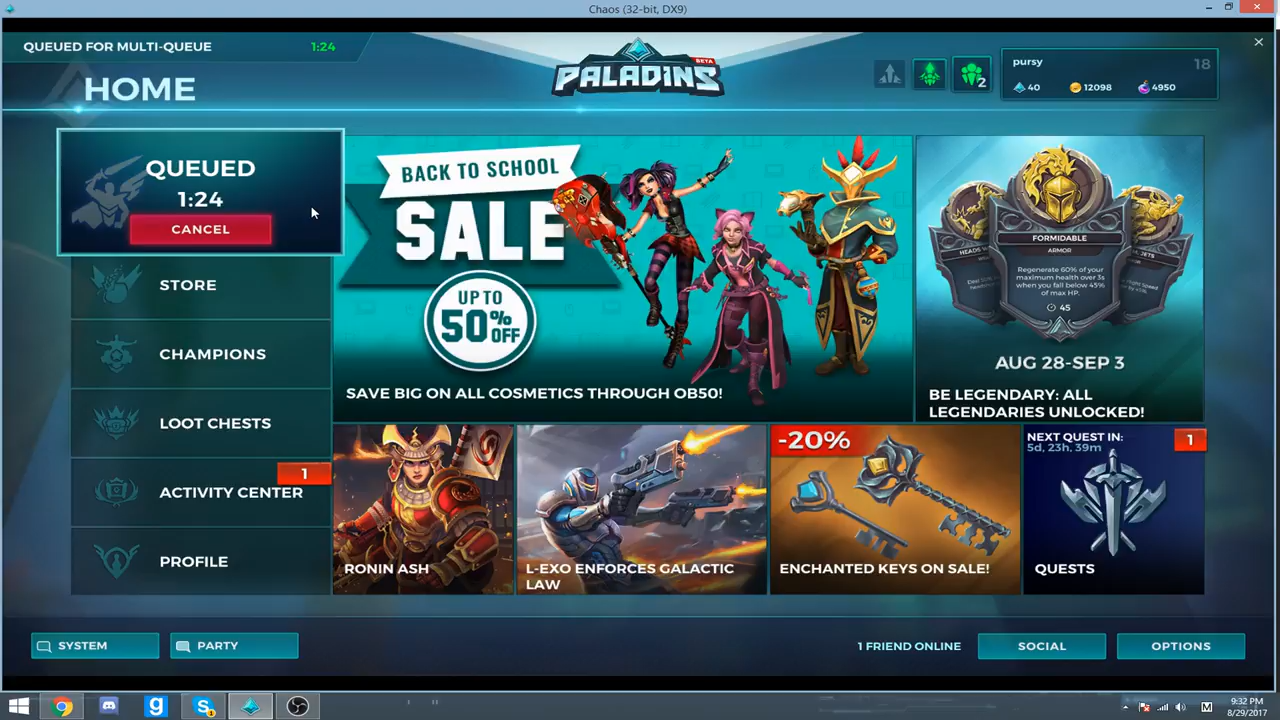 Chaos (32-bit, DX9)
QUEUED FOR MULTI-QUEUE 1:24
HOME
BETA
PALADINS
2
pursy 18
40 12098 4950
QUEUED
1:24
CANCEL
STORE
CHAMPIONS
LOOT CHESTS
1
ACTIVITY CENTER
PROFILE
BACK TO SCHOOL
SALE
UP TO
50%
OFF
SAVE BIG ON ALL COSMETICS THROUGH OB50!
FORMIDABLE
ARMOR
Regenerate 60% of your
maximum health over 3s
when you fall below 45%
of max HP.
45
AUG 28-SEP 3
BE LEGENDARY: ALL
LEGENDARIES UNLOCKED!
RONIN ASH
L-EXO ENFORCES GALACTIC
LAW
-20%
ENCHANTED KEYS ON SALE!
NEXT QUEST IN:
5d, 23h, 39m
1
QUESTS
SYSTEM
PARTY
1 FRIEND ONLINE
SOCIAL
OPTIONS
9:32 PM
8/29/2017